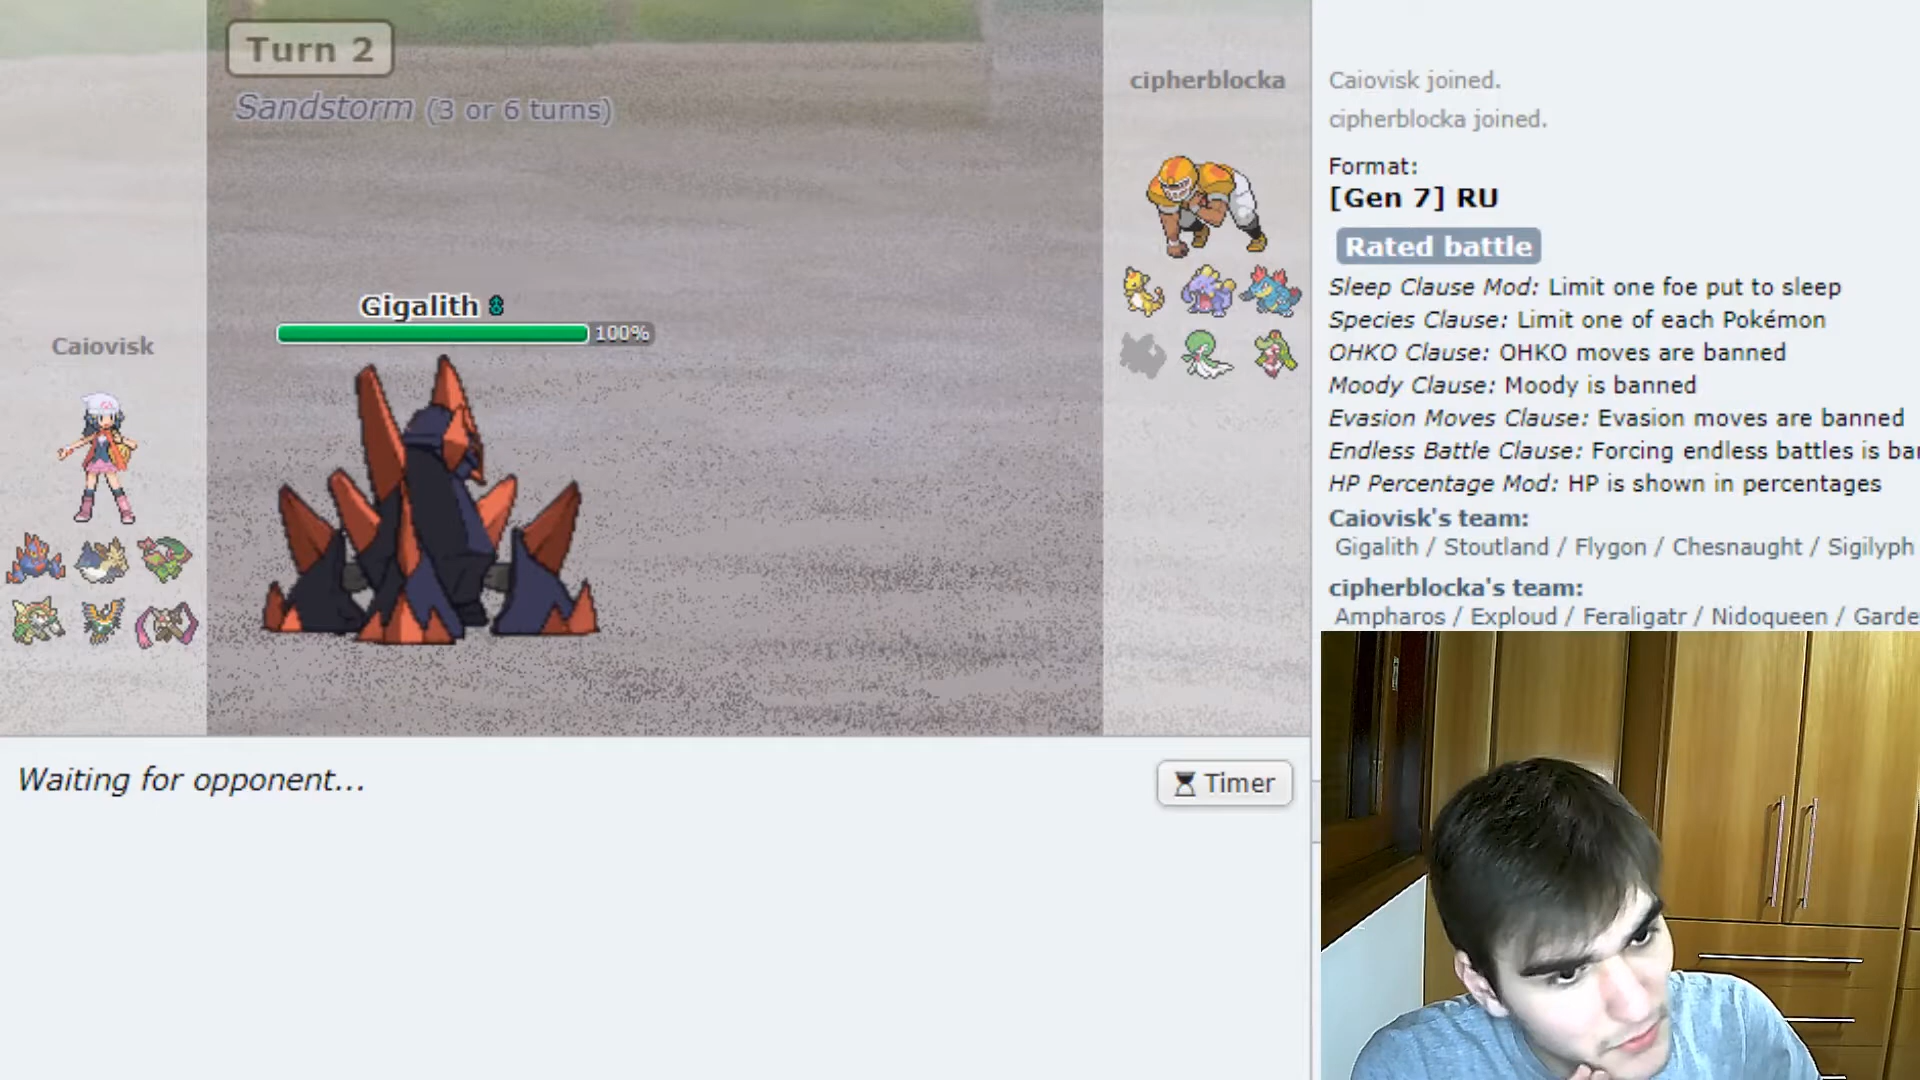 Turn 2
Sandstorm (3 or 6 turns)
Gigalith
100%
Caiovisk
cipherblocka
Waiting for opponent...
Timer
Caiovisk joined.
cipherblocka joined.
Format:
[Gen 7] RU
Rated battle
Sleep Clause Mod: Limit one foe put to sleep
Species Clause: Limit one of each Pokémon
OHKO Clause: OHKO moves are banned
Moody Clause: Moody is banned
Evasion Moves Clause: Evasion moves are banned
Endless Battle Clause: Forcing endless battles is ba
HP Percentage Mod: HP is shown in percentages
Caiovisk's team:
Gigalith / Stoutland / Flygon / Chesnaught / Sigilyph
cipherblocka's team:
Ampharos / Exploud / Feraligatr / Nidoqueen / Garde